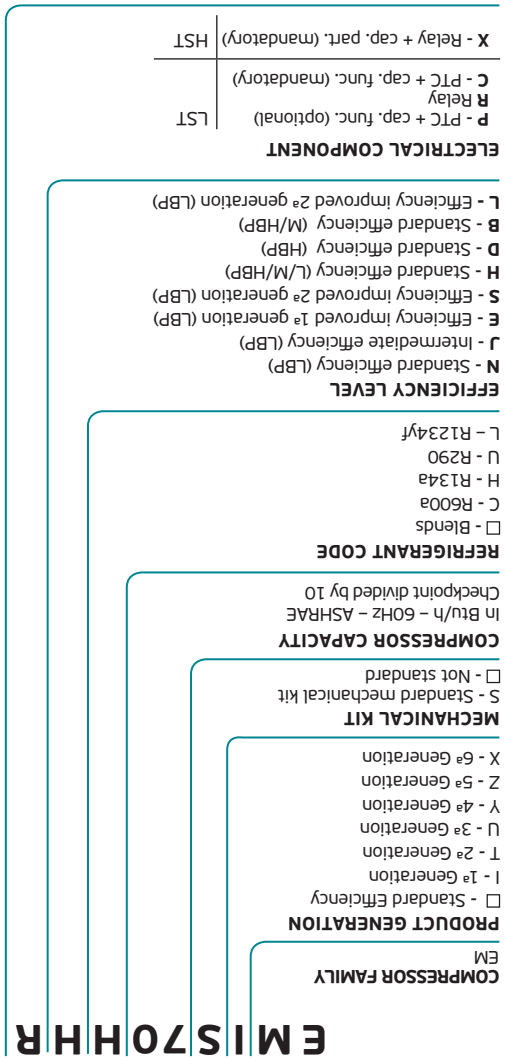 EMIS70HHR
COMPRESSOR FAMILY
EM
PRODUCT GENERATION
□ - Standard Efficiency
I - 1ª Generation
T - 2ª Generation
U - 3ª Generation
Y - 4ª Generation
Z - 5ª Generation
X - 6ª Generation
MECHANICAL KIT
S - Standard mechanical kit
□ - Not standard
COMPRESSOR CAPACITY
In Btu/h – 60Hz – ASHRAE
Checkpoint divided by 10
REFRIGERANT CODE
□ - Blends
C - R600a
H - R134a
U - R290
L – R1234yf
EFFICIENCY LEVEL
N - Standard efficiency (LBP)
J - Intermediate efficiency (LBP)
E - Efficiency improved 1ª generation (LBP)
S - Efficiency improved 2ª generation (LBP)
H - Standard efficiency (L/M/HBP)
D - Standard efficiency (HBP)
B - Standard efficiency (M/HBP)
L - Efficiency improved 2ª generation (LBP)
ELECTRICAL COMPONENT
P - PTC + cap. func. (optional) LST
R Relay
C - PTC + cap. func. (mandatory)
X - Relay + cap. part. (mandatory) HST